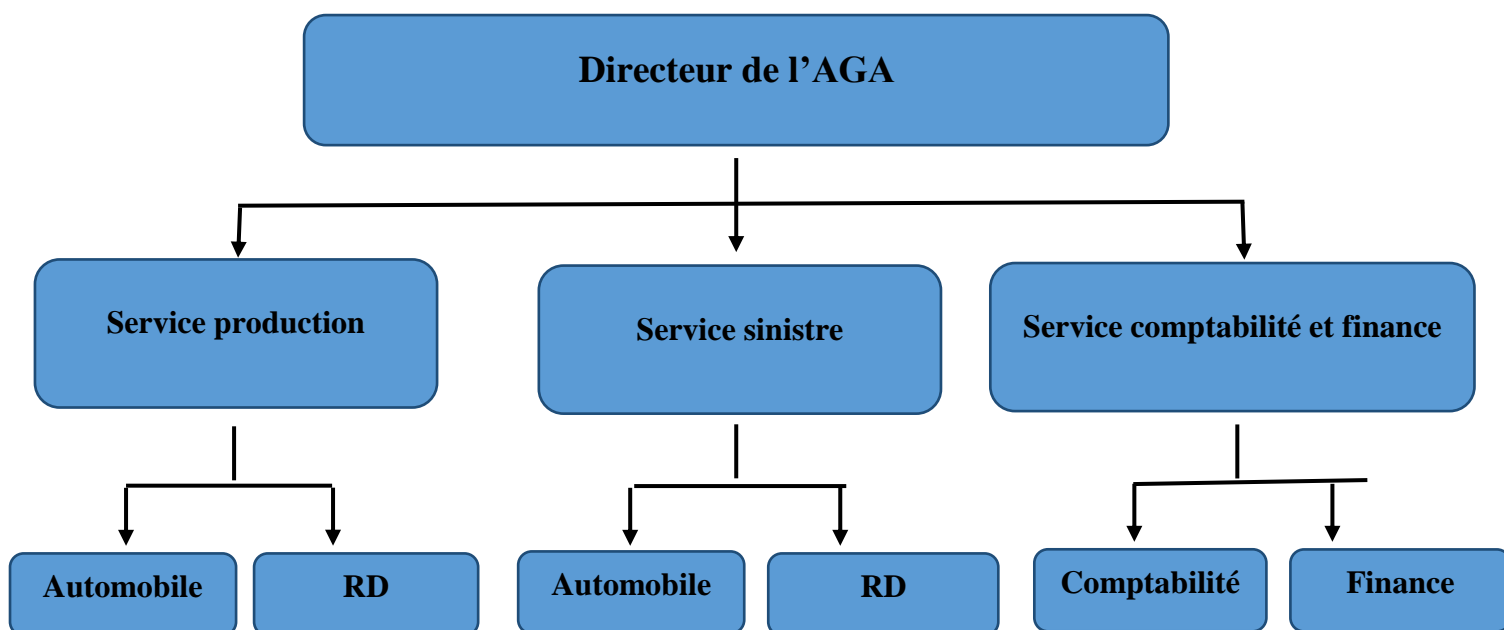 Directeur de l’AGA
Service production
Service sinistre
Service comptabilité et finance
Automobile
RD
Automobile
RD
Comptabilité
Finance